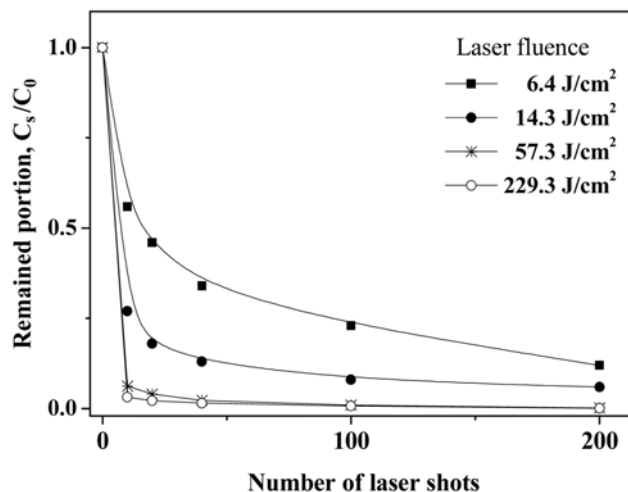 Laser fluence
6.4 J/cm²
14.3 J/cm²
57.3 J/cm²
229.3 J/cm²
Remained portion, Cₛ/C₀
1.0
0.5
0.0
0
100
200
Number of laser shots